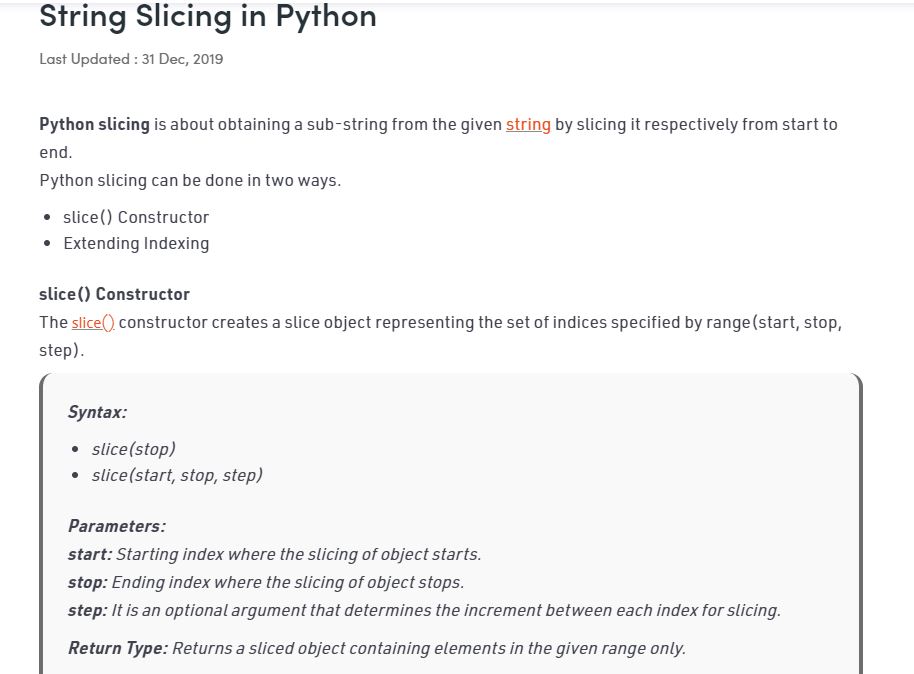 String Slicing in Python
Last Updated : 31 Dec, 2019
Python slicing is about obtaining a sub-string from the given string by slicing it respectively from start to
end.
Python slicing can be done in two ways.
• slice() Constructor
• Extending Indexing
slice() Constructor
The slice() constructor creates a slice object representing the set of indices specified by range(start, stop,
step).
Syntax:
• slice(stop)
• slice(start, stop, step)
Parameters:
start: Starting index where the slicing of object starts.
stop: Ending index where the slicing of object stops.
step: It is an optional argument that determines the increment between each index for slicing.
Return Type: Returns a sliced object containing elements in the given range only.